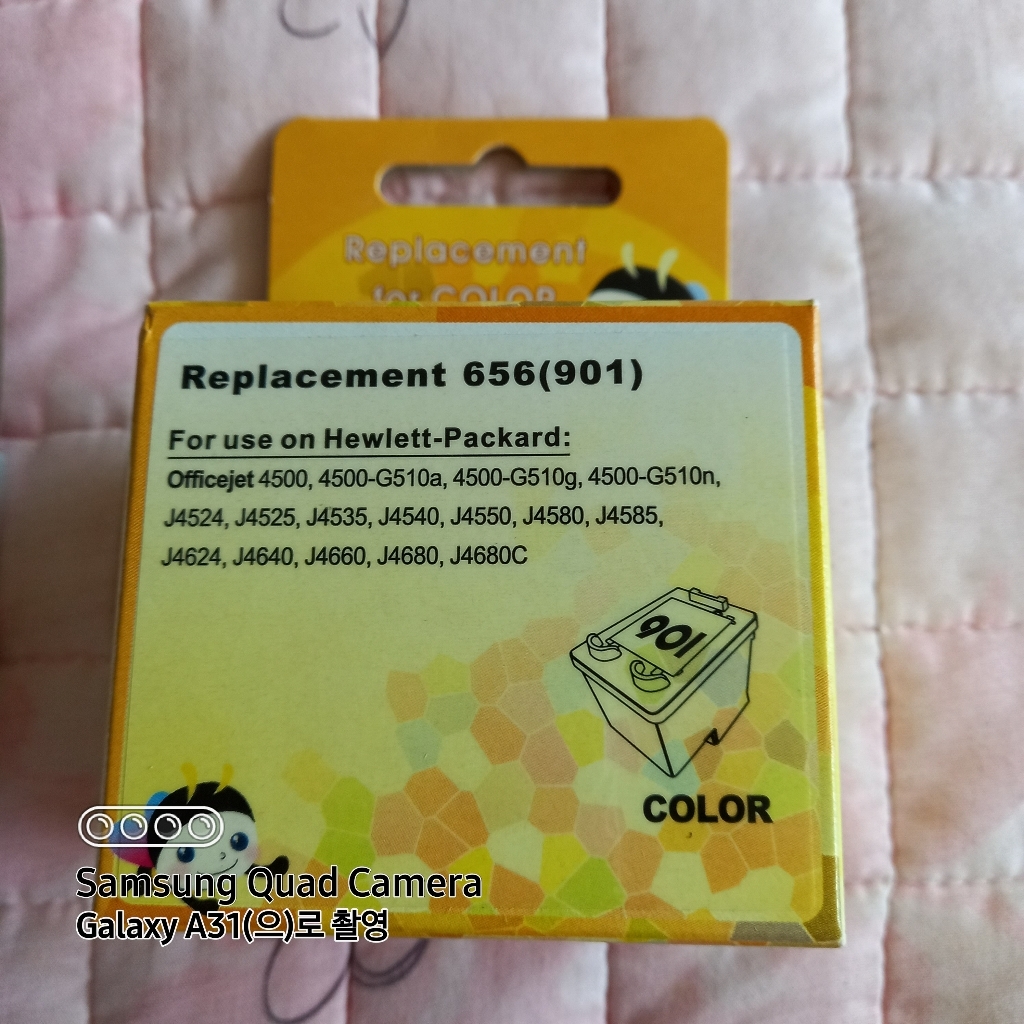 Replacement
for COLOR
Replacement 656(901)
For use on Hewlett-Packard:
Officejet 4500, 4500-G510a, 4500-G510g, 4500-G510n,
J4524, J4525, J4535, J4540, J4550, J4580, J4585,
J4624, J4640, J4660, J4680, J4680C
901
COLOR
Samsung Quad Camera
Galaxy A31(으)로 촬영